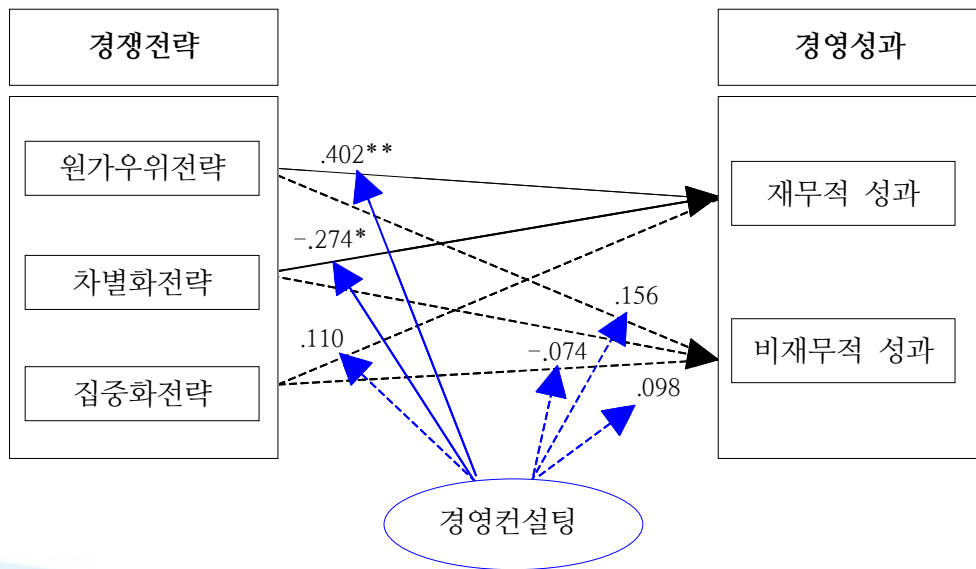 경쟁전략
경영성과
원가우위전략
.402**
재무적 성과
-.274*
차별화전략
.156
.110
-.074
비재무적 성과
집중화전략
.098
경영컨설팅